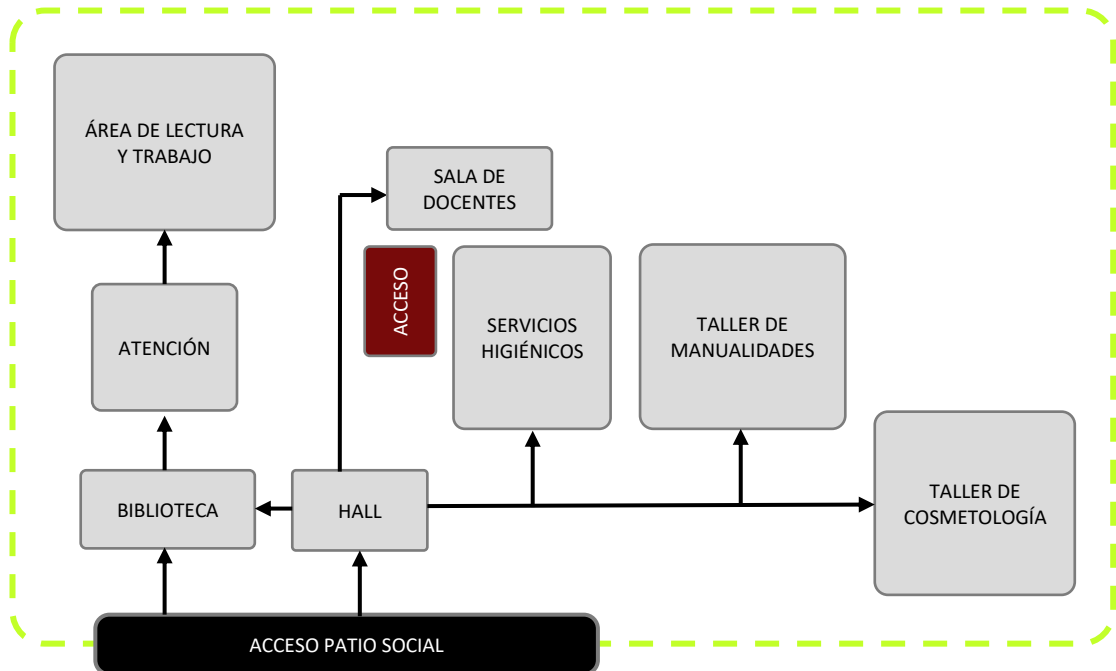 ÁREA DE LECTURA
Y TRABAJO
SALA DE
DOCENTES
ACCESO
SERVICIOS
HIGIÉNICOS
TALLER DE
MANUALIDADES
ATENCIÓN
BIBLIOTECA
HALL
TALLER DE
COSMETOLOGÍA
ACCESO PATIO SOCIAL